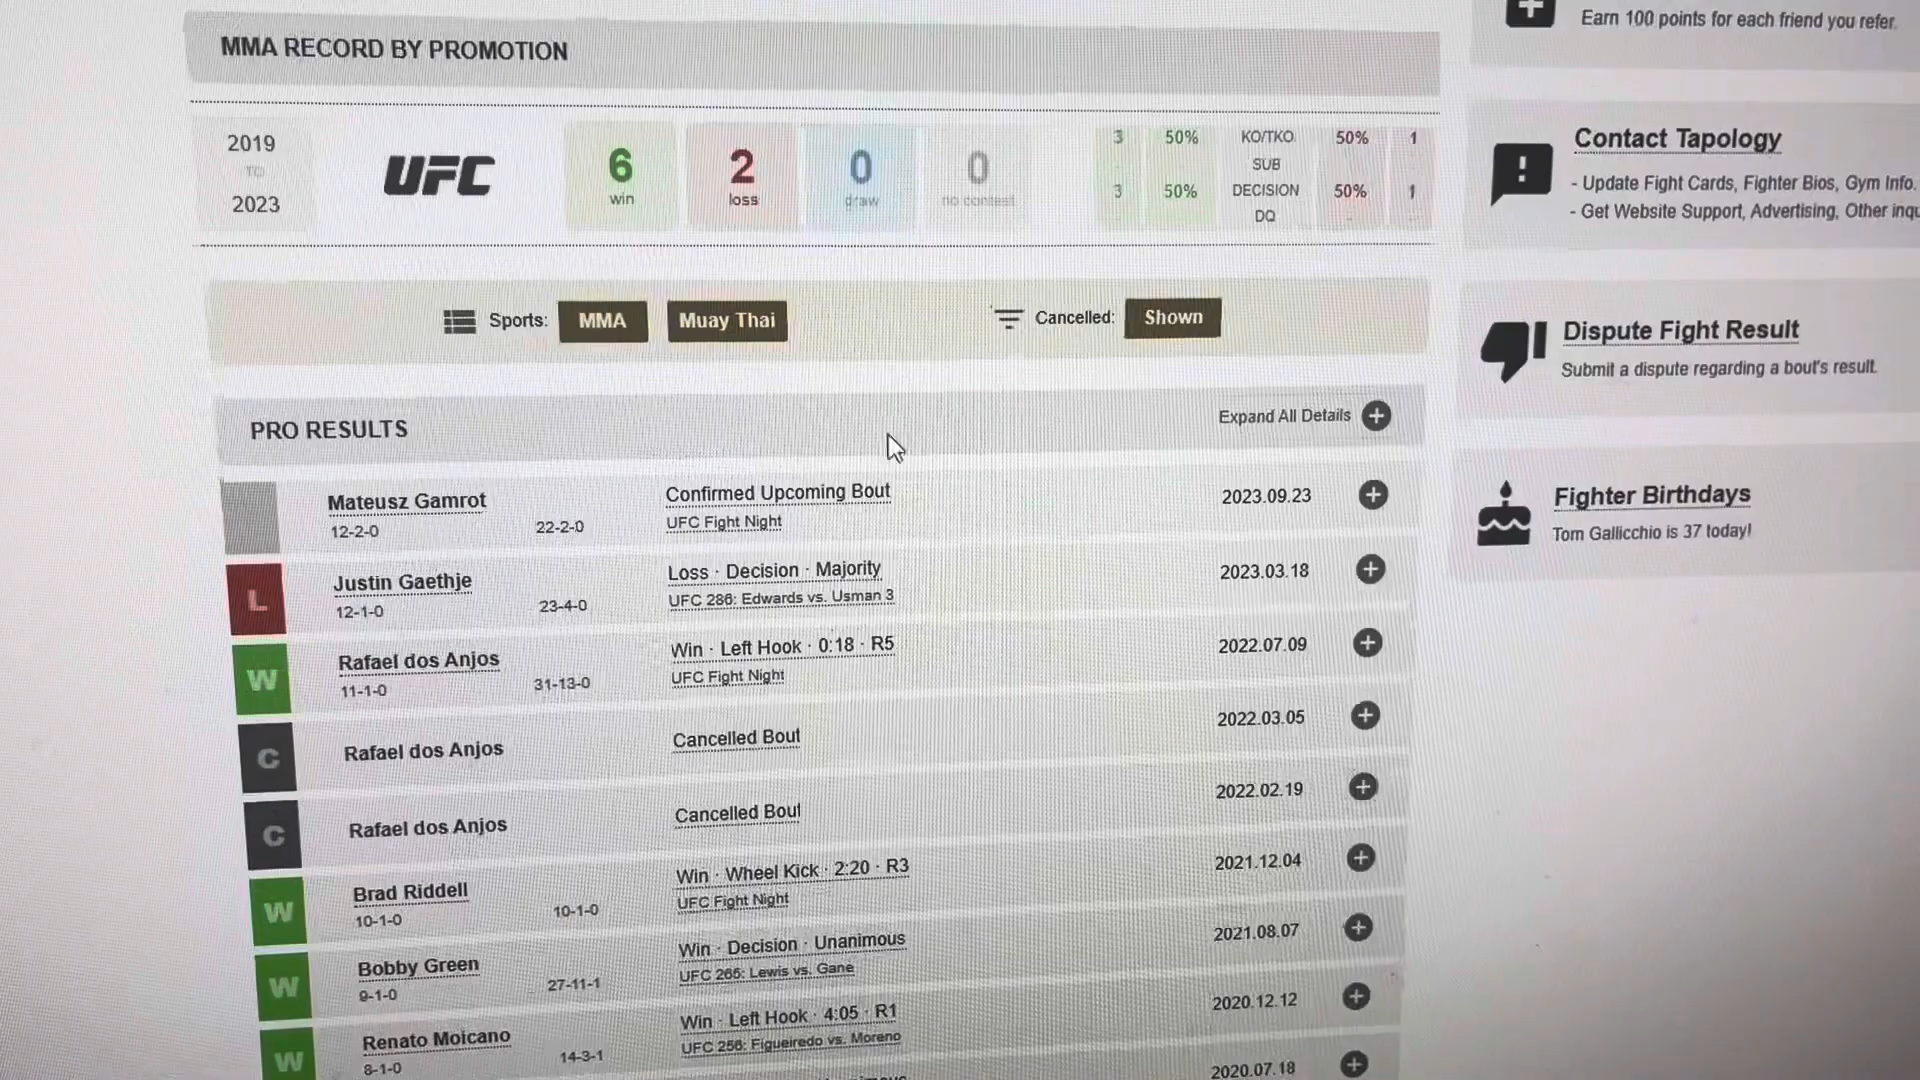 MMA RECORD BY PROMOTION
2019
TO
2023
UFC
6
win
2
loss
0
draw
0
no contest
3 50% KO/TKO 50% 1
SUB
3 50% DECISION 50% 1
DQ
Sports: MMA Muay Thai Cancelled: Shown
PRO RESULTS Expand All Details
Mateusz Gamrot Confirmed Upcoming Bout 2023.09.23
12-2-0 22-2-0 UFC Fight Night
L Justin Gaethje Loss · Decision · Majority 2023.03.18
12-1-0 23-4-0 UFC 286: Edwards vs. Usman 3
W Rafael dos Anjos Win · Left Hook · 0:18 · R5 2022.07.09
11-1-0 31-13-0 UFC Fight Night
C Rafael dos Anjos Cancelled Bout 2022.03.05
C Rafael dos Anjos Cancelled Bout 2022.02.19
W Brad Riddell Win · Wheel Kick · 2:20 · R3 2021.12.04
10-1-0 10-1-0 UFC Fight Night
W Bobby Green Win · Decision · Unanimous 2021.08.07
9-1-0 27-11-1 UFC 265: Lewis vs. Gane
W Renato Moicano Win · Left Hook · 4:05 · R1 2020.12.12
8-1-0 14-3-1 UFC 256: Figueiredo vs. Moreno
2020.07.18
Earn 100 points for each friend you refer.
Contact Tapology
- Update Fight Cards, Fighter Bios, Gym Info.
- Get Website Support, Advertising, Other
Dispute Fight Result
Submit a dispute regarding a bout's result.
Fighter Birthdays
Tom Gallicchio is 37 today!